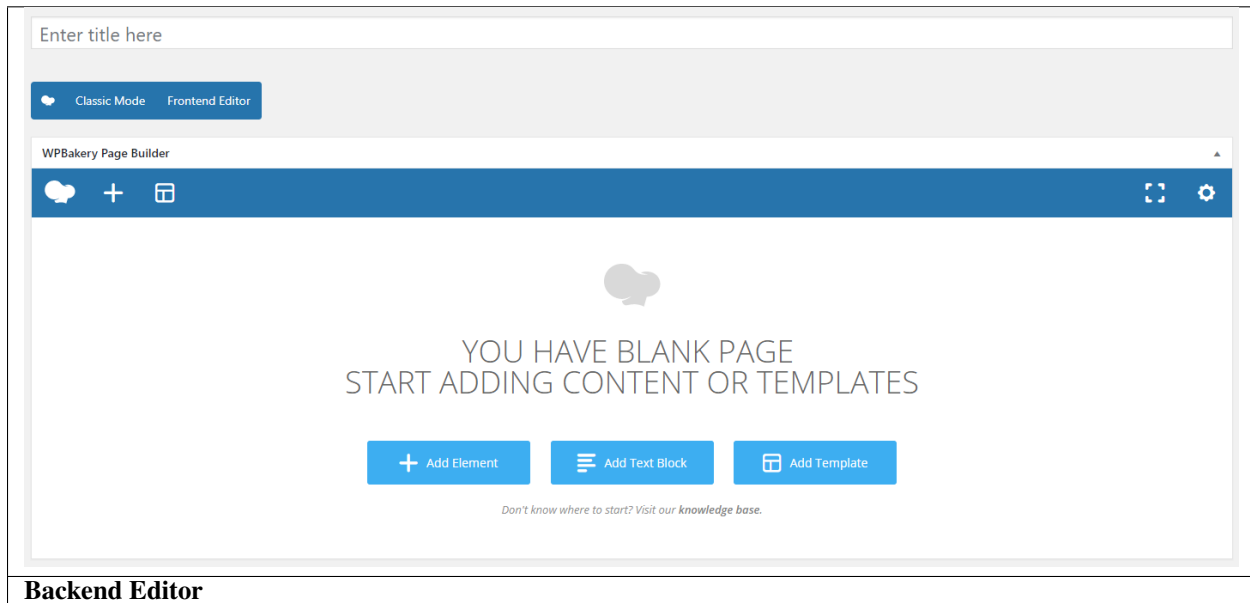 Enter title here
Classic Mode Frontend Editor
WPBakery Page Builder
YOU HAVE BLANK PAGE
START ADDING CONTENT OR TEMPLATES
Add Element Add Text Block Add Template
Don't know where to start? Visit our knowledge base.
Backend Editor